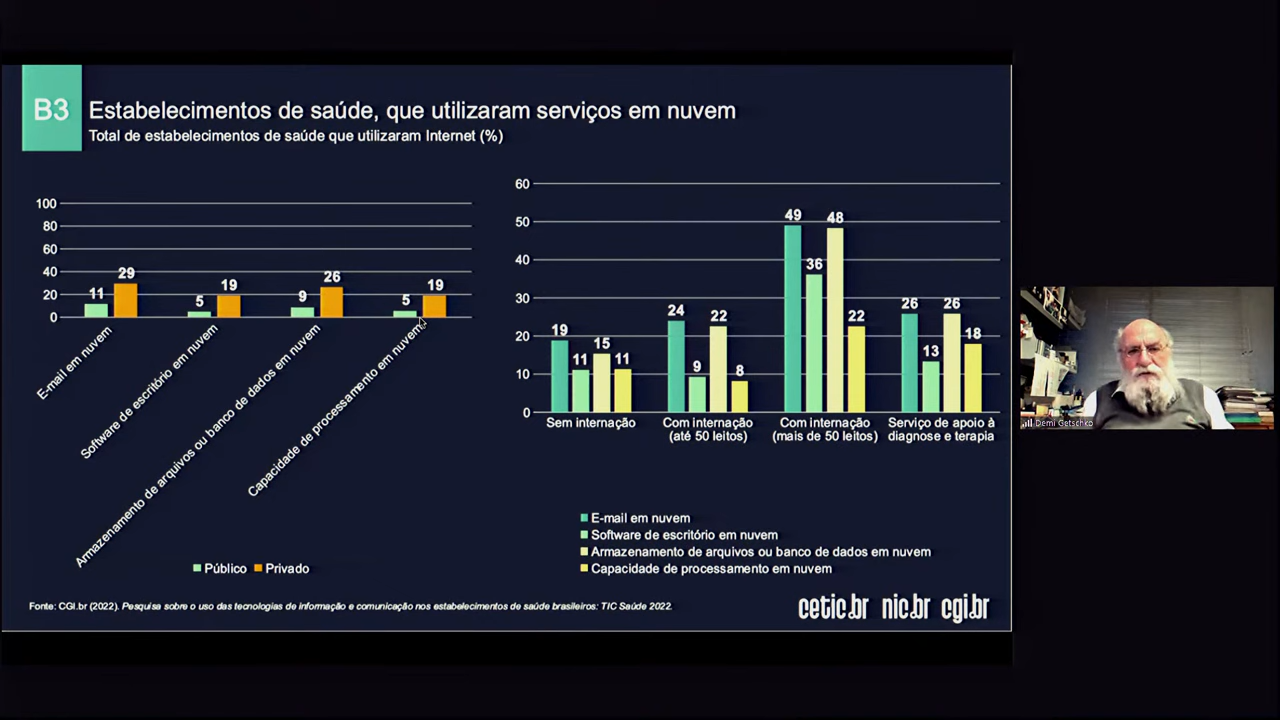 B3
Estabelecimentos de saúde, que utilizaram serviços em nuvem
Total de estabelecimentos de saúde que utilizaram Internet (%)
100
80
60
40
20
0
11
29
5
19
9
26
5
19
E-mail em nuvem
Software de escritório em nuvem
Armazenamento de arquivos ou banco de dados em nuvem
Capacidade de processamento em nuvem
Público
Privado
60
50
40
30
20
10
0
19
11
15
11
24
9
22
8
49
36
48
22
26
13
26
18
Sem internação
Com internação
(até 50 leitos)
Com internação
(mais de 50 leitos)
Serviço de apoio à
diagnose e terapia
E-mail em nuvem
Software de escritório em nuvem
Armazenamento de arquivos ou banco de dados em nuvem
Capacidade de processamento em nuvem
Fonte: CGI.br (2022). Pesquisa sobre o uso das tecnologias de informação e comunicação nos estabelecimentos de saúde brasileiros: TIC Saúde 2022.
cetic.br nic.br cgi.br
Demi Getschko